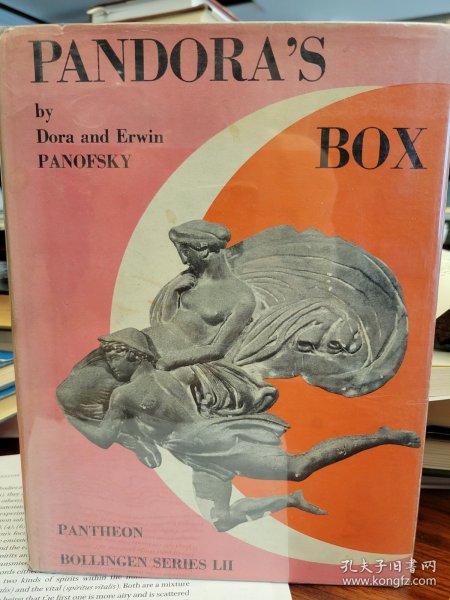 PANDORA'S
by
Dora and Erwin
PANOFSKY
BOX
PANTHEON
BOLLINGEN SERIES LII
two kinds of spirits within the
and the vital (spiritus vitalis). Both are a mixture
being that the first one is more airy and is scattered
孔夫子旧书网
www.kongfz.com